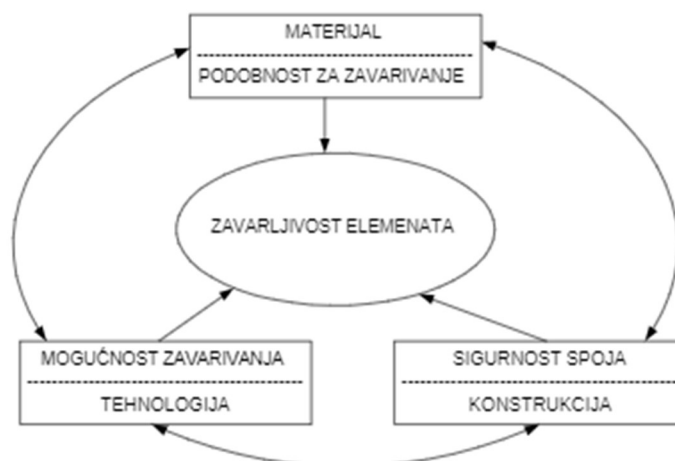 MATERIJAL
PODOBNOST ZA ZAVARIVANJE
ZAVARLJIVOST ELEMENATA
MOGUĆNOST ZAVARIVANJA
TEHNOLOGIJA
SIGURNOST SPOJA
KONSTRUKCIJA